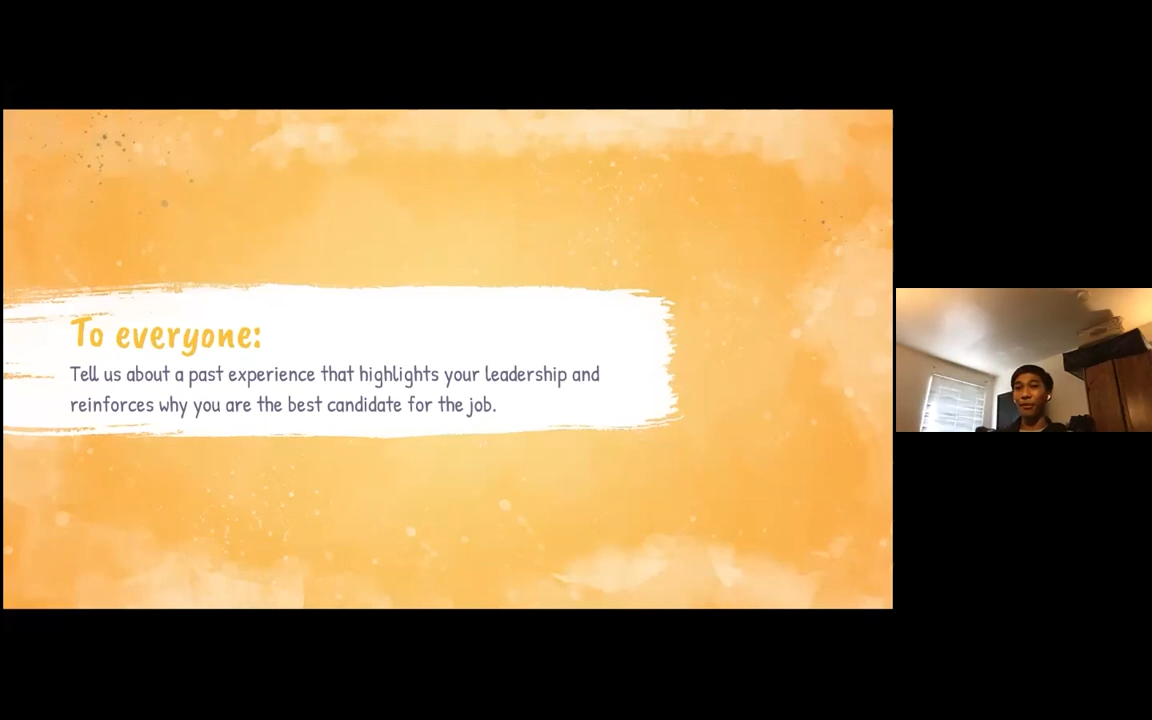 To everyone:
Tell us about a past experience that highlights your leadership and
reinforces why you are the best candidate for the job.